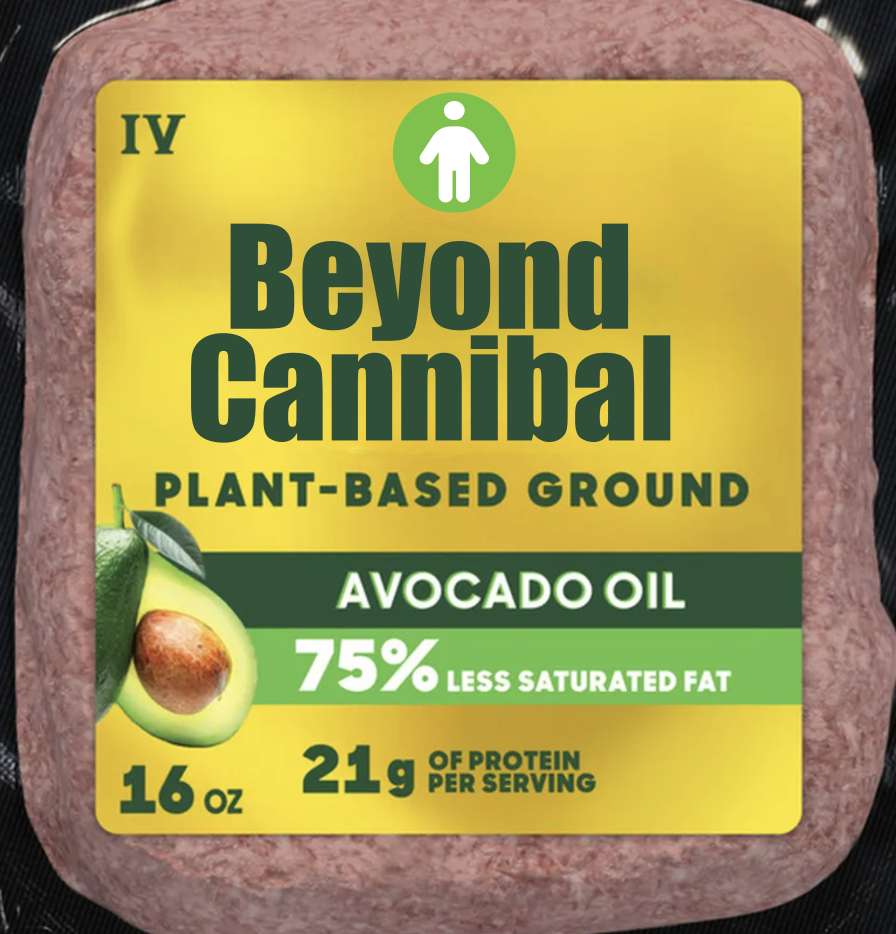 IV
Beyond
Cannibal
PLANT-BASED GROUND
AVOCADO OIL
75% LESS SATURATED FAT
16 OZ
21g OF PROTEIN
PER SERVING